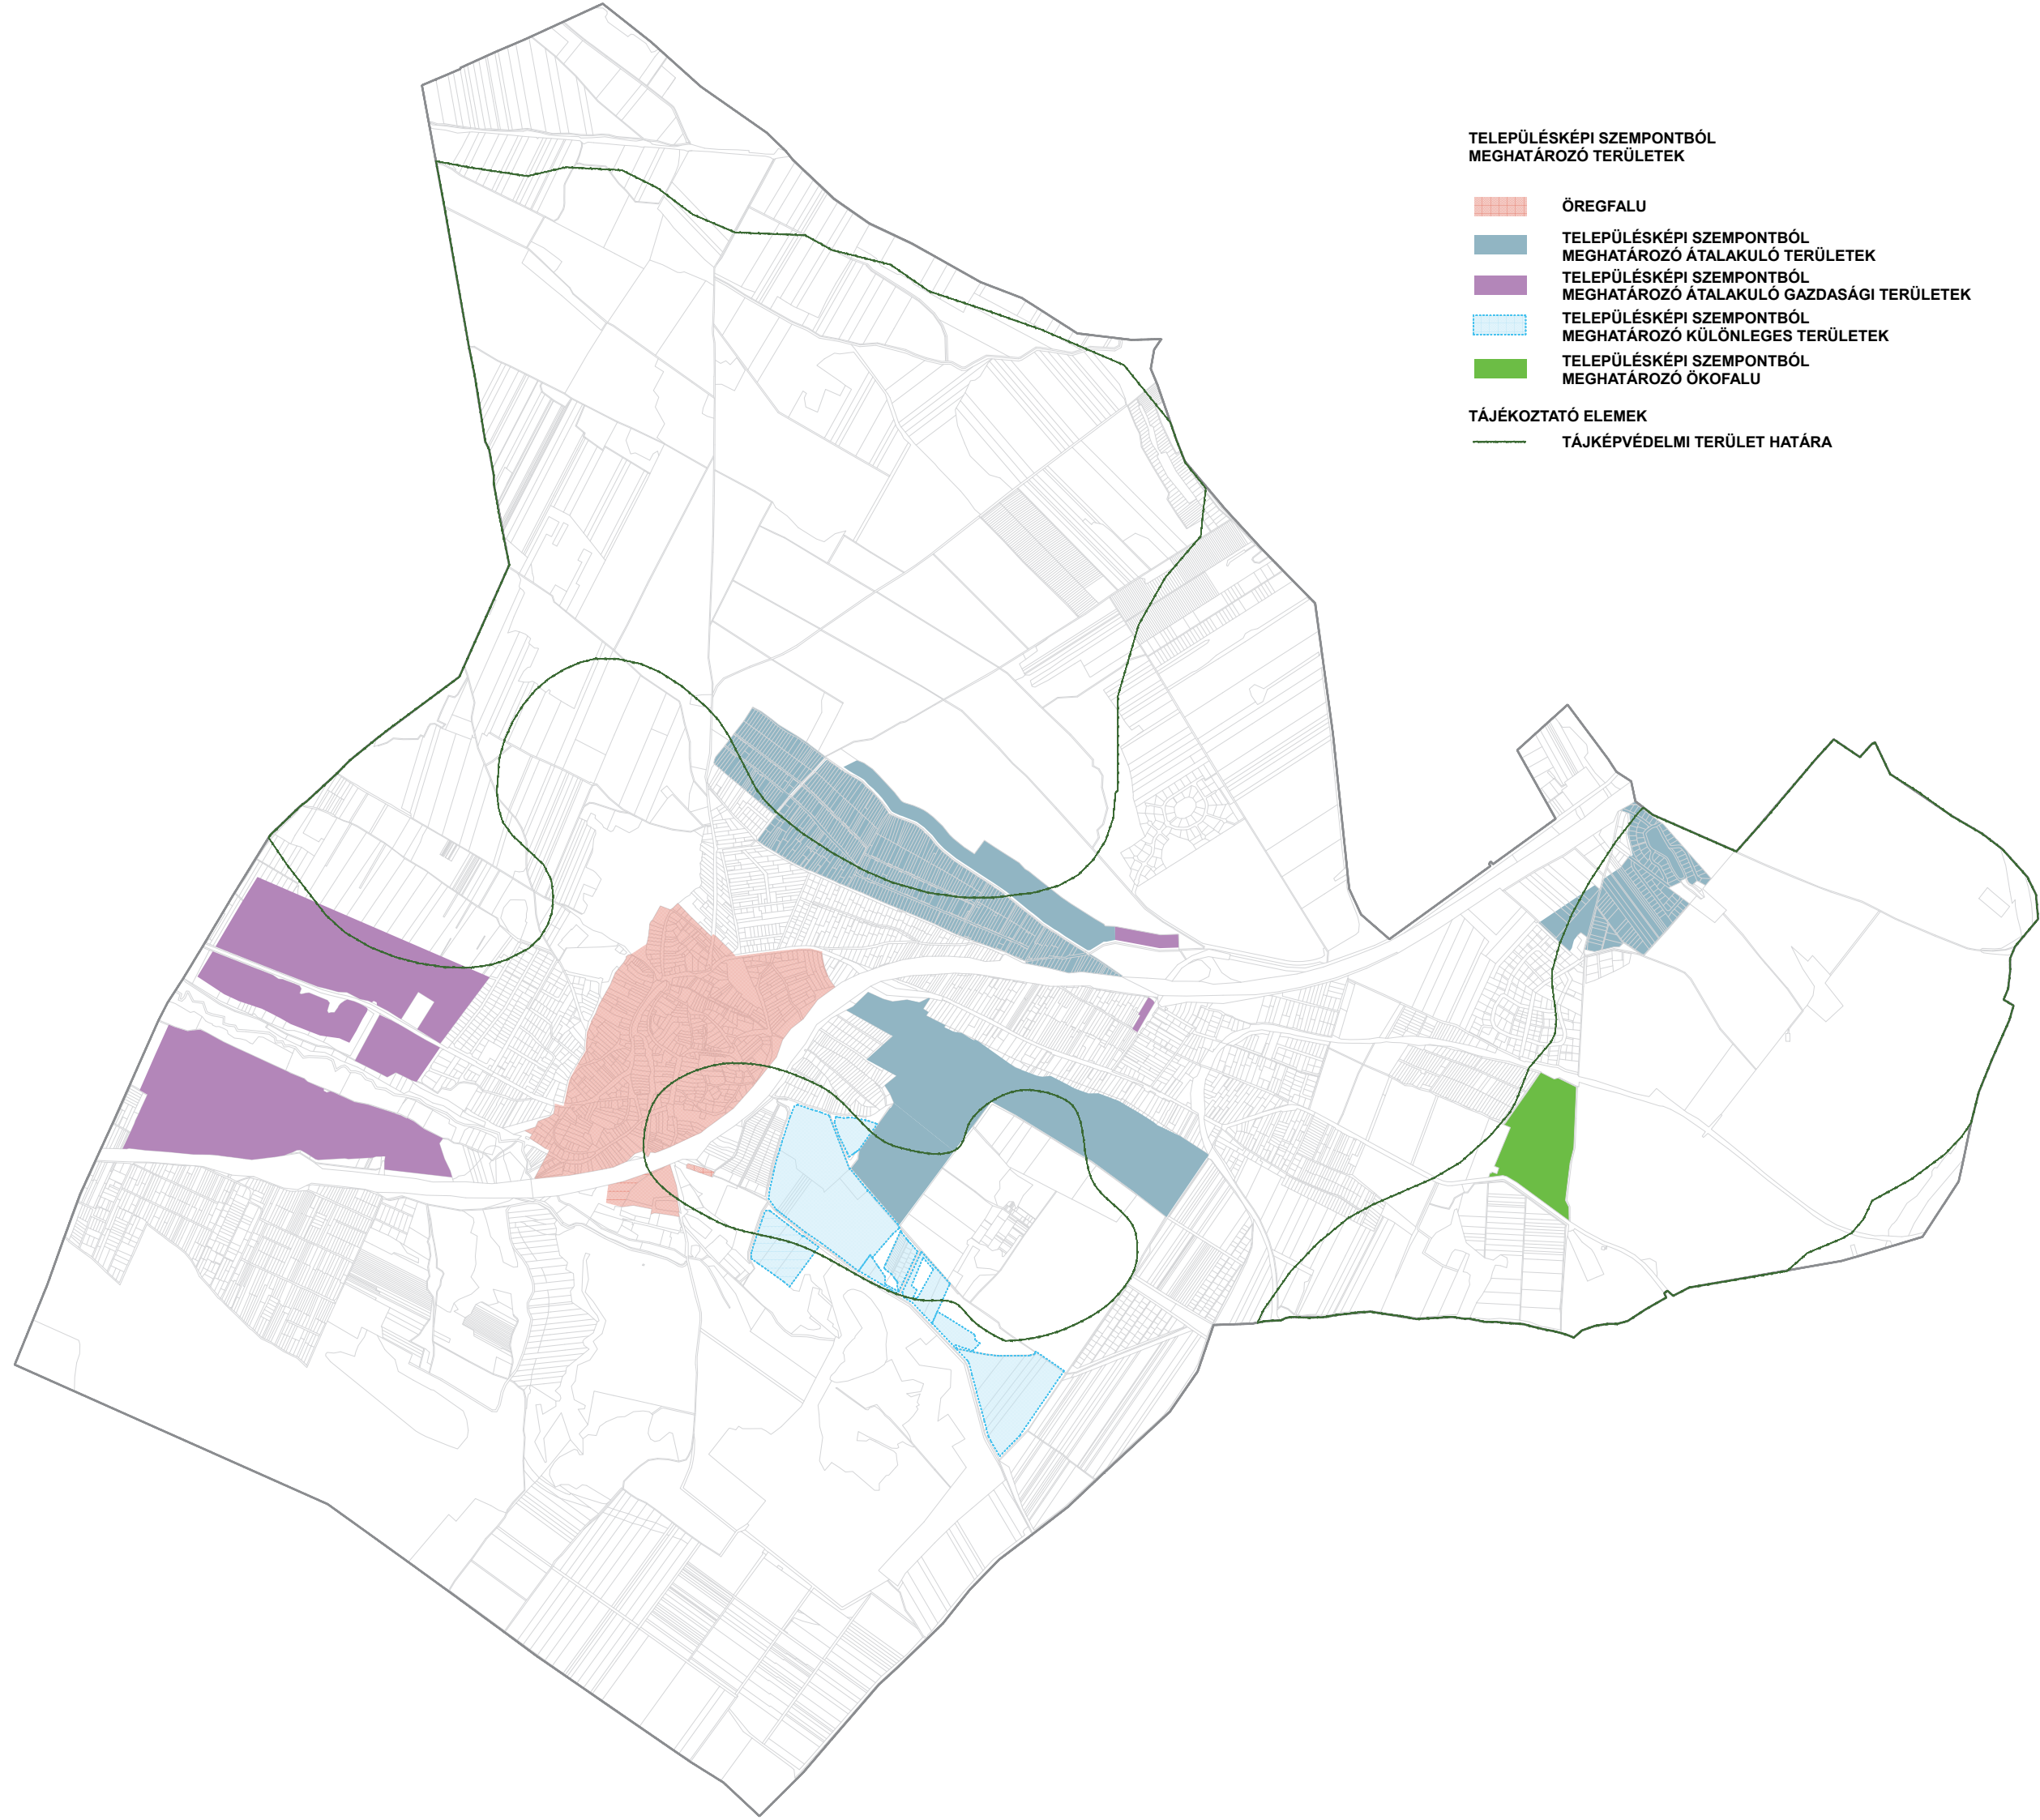 TELEPÜLÉSKÉPI SZEMPONTBÓL
MEGHATÁROZÓ TERÜLETEK
ÖREGFALU
TELEPÜLÉSKÉPI SZEMPONTBÓL
MEGHATÁROZÓ ÁTALAKULÓ TERÜLETEK
TELEPÜLÉSKÉPI SZEMPONTBÓL
MEGHATÁROZÓ ÁTALAKULÓ GAZDASÁGI TERÜLETEK
TELEPÜLÉSKÉPI SZEMPONTBÓL
MEGHATÁROZÓ KÜLÖNLEGES TERÜLETEK
TELEPÜLÉSKÉPI SZEMPONTBÓL
MEGHATÁROZÓ ÖKOFALU
TÁJÉKOZTATÓ ELEMEK
TÁJKÉPVÉDELMI TERÜLET HATÁRA